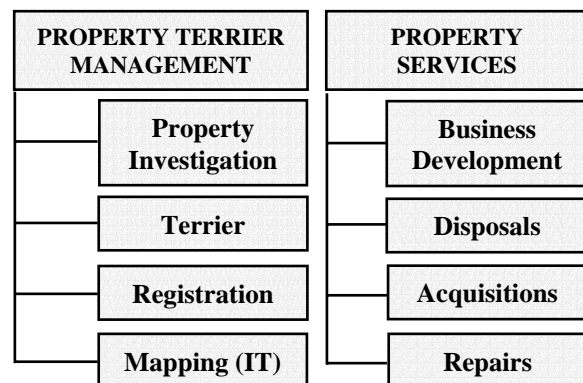 PROPERTY TERRIER
MANAGEMENT
Property
Investigation
Terrier
Registration
Mapping (IT)
PROPERTY
SERVICES
Business
Development
Disposals
Acquisitions
Repairs